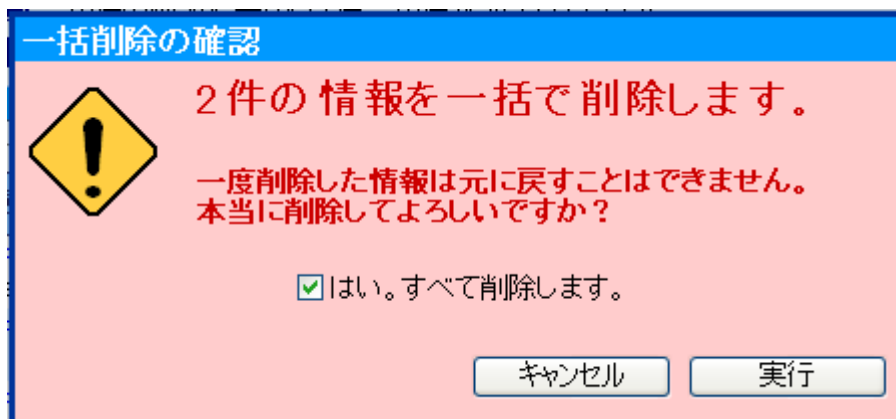 一括削除の確認
2件の情報を一括で削除します。
一度削除した情報は元に戻すことはできません。
本当に削除してよろしいですか？
はい。すべて削除します。
キャンセル
実行